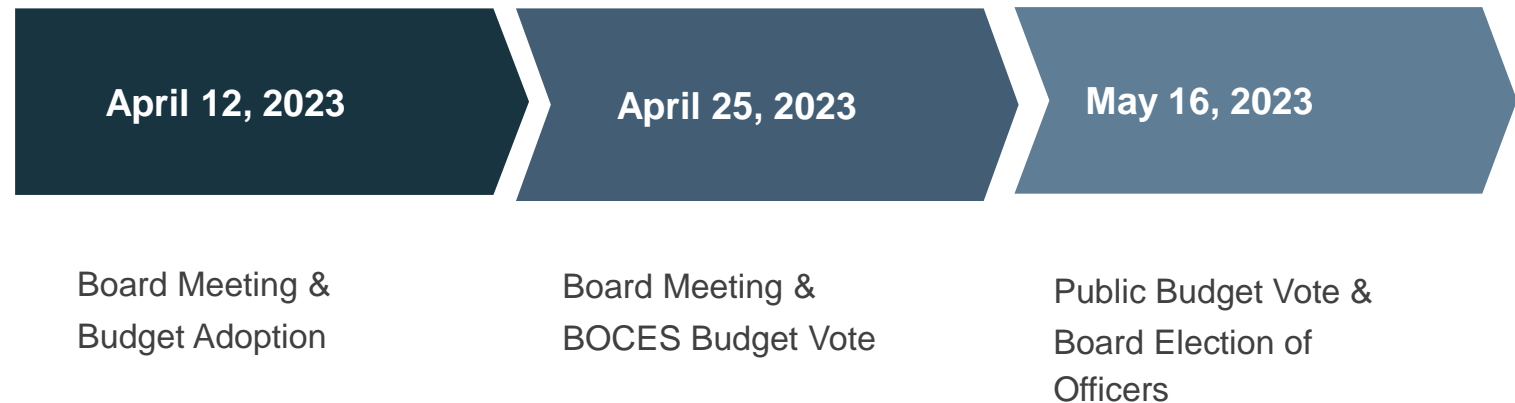 April 12, 2023
April 25, 2023
May 16, 2023
Board Meeting &
Budget Adoption
Board Meeting &
BOCES Budget Vote
Public Budget Vote &
Board Election of
Officers